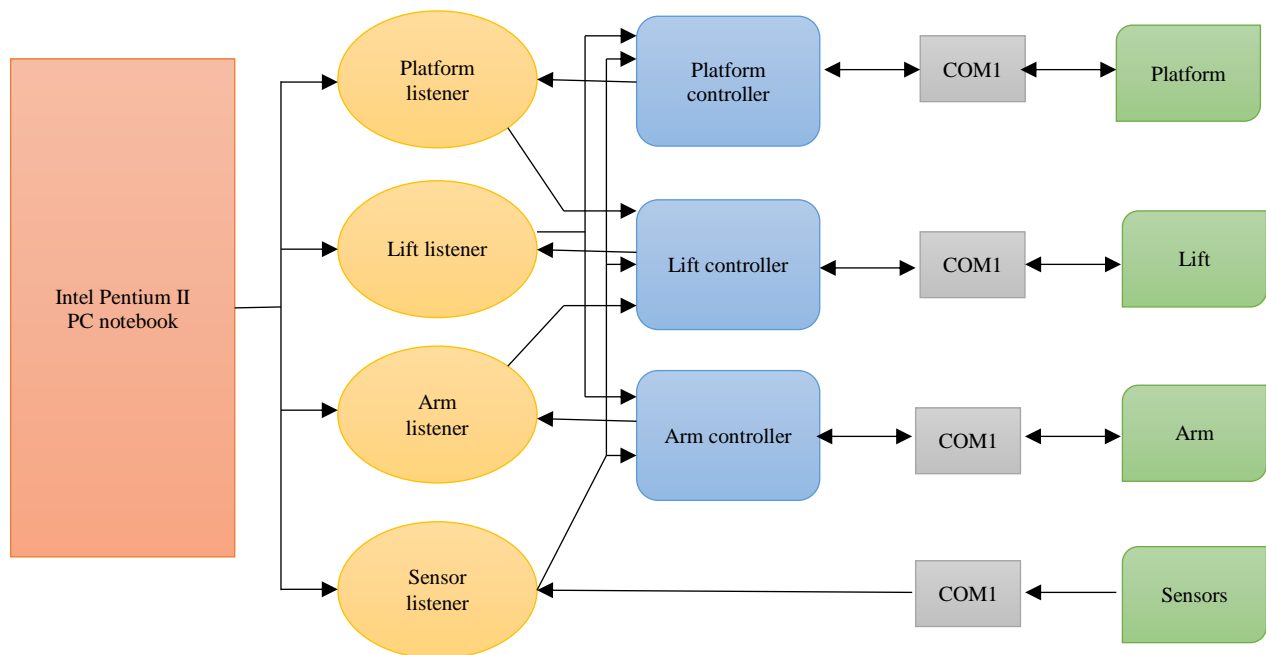 Intel Pentium II
PC notebook
Platform
listener
Lift listener
Arm
listener
Sensor
listener
Platform
controller
Lift controller
Arm controller
COM1
COM1
COM1
COM1
Platform
Lift
Arm
Sensors